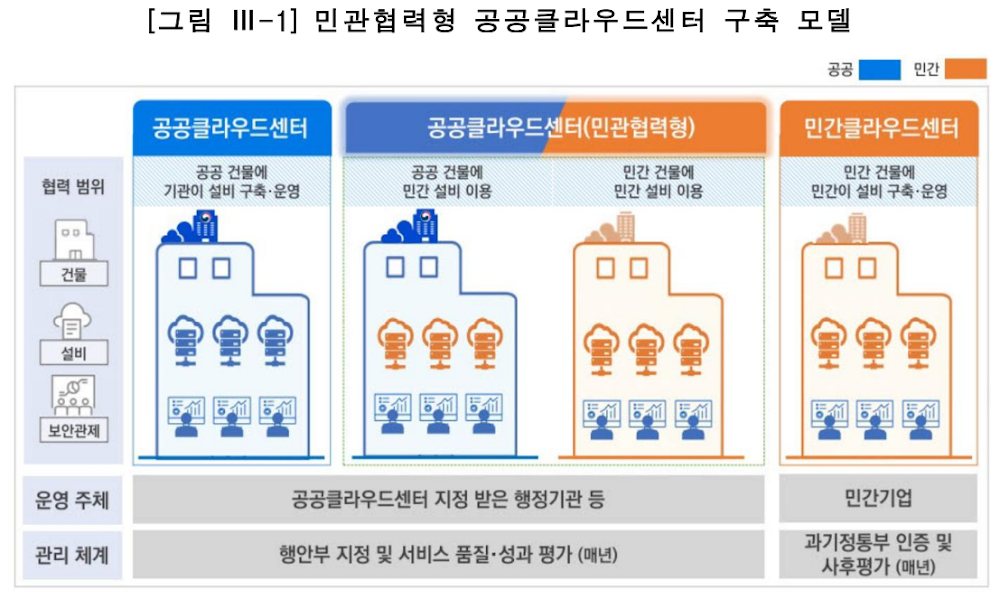 [그림 Ⅲ-1] 민관협력형 공공클라우드센터 구축 모델
공공 민간
공공클라우드센터
공공클라우드센터(민관협력형)
민간클라우드센터
협력 범위
공공 건물에
기관이 설비 구축·운영
공공 건물에
민간 설비 이용
민간 건물에
민간 설비 이용
민간 건물에
민간이 설비 구축·운영
건물
설비
보안관제
운영 주체
공공클라우드센터 지정 받은 행정기관 등
민간기업
관리 체계
행안부 지정 및 서비스 품질·성과 평가 (매년)
과기정통부 인증 및
사후평가 (매년)